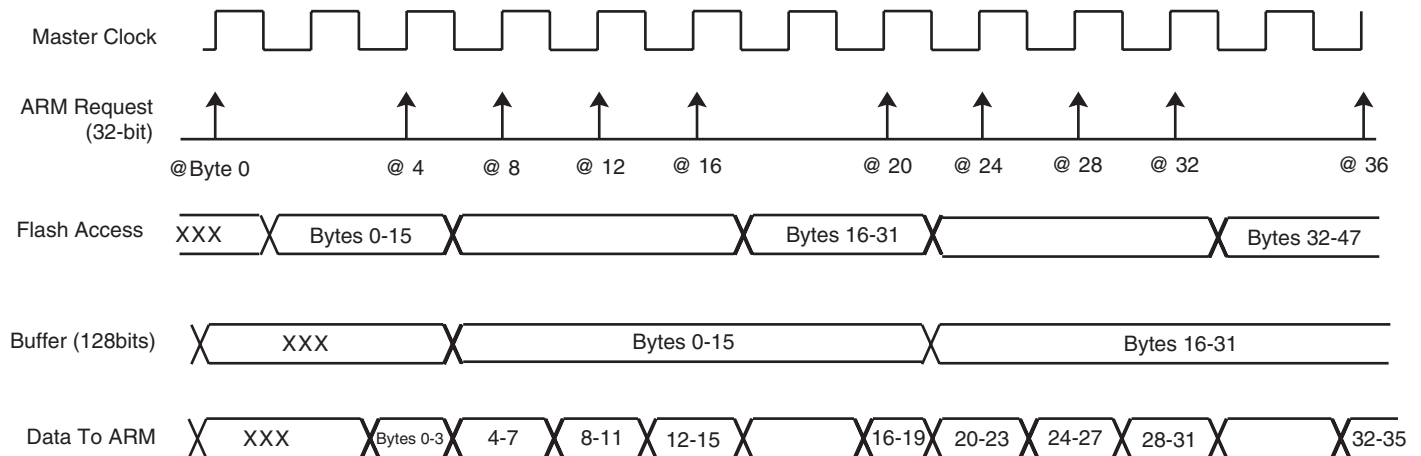 Master Clock
ARM Request
(32-bit)
@Byte 0 @ 4 @ 8 @ 12 @ 16 @ 20 @ 24 @ 28 @ 32 @ 36
Flash Access XXX Bytes 0-15 Bytes 16-31 Bytes 32-47
Buffer (128bits) XXX Bytes 0-15 Bytes 16-31
Data To ARM XXX Bytes 0-3 4-7 8-11 12-15 16-19 20-23 24-27 28-31 32-35